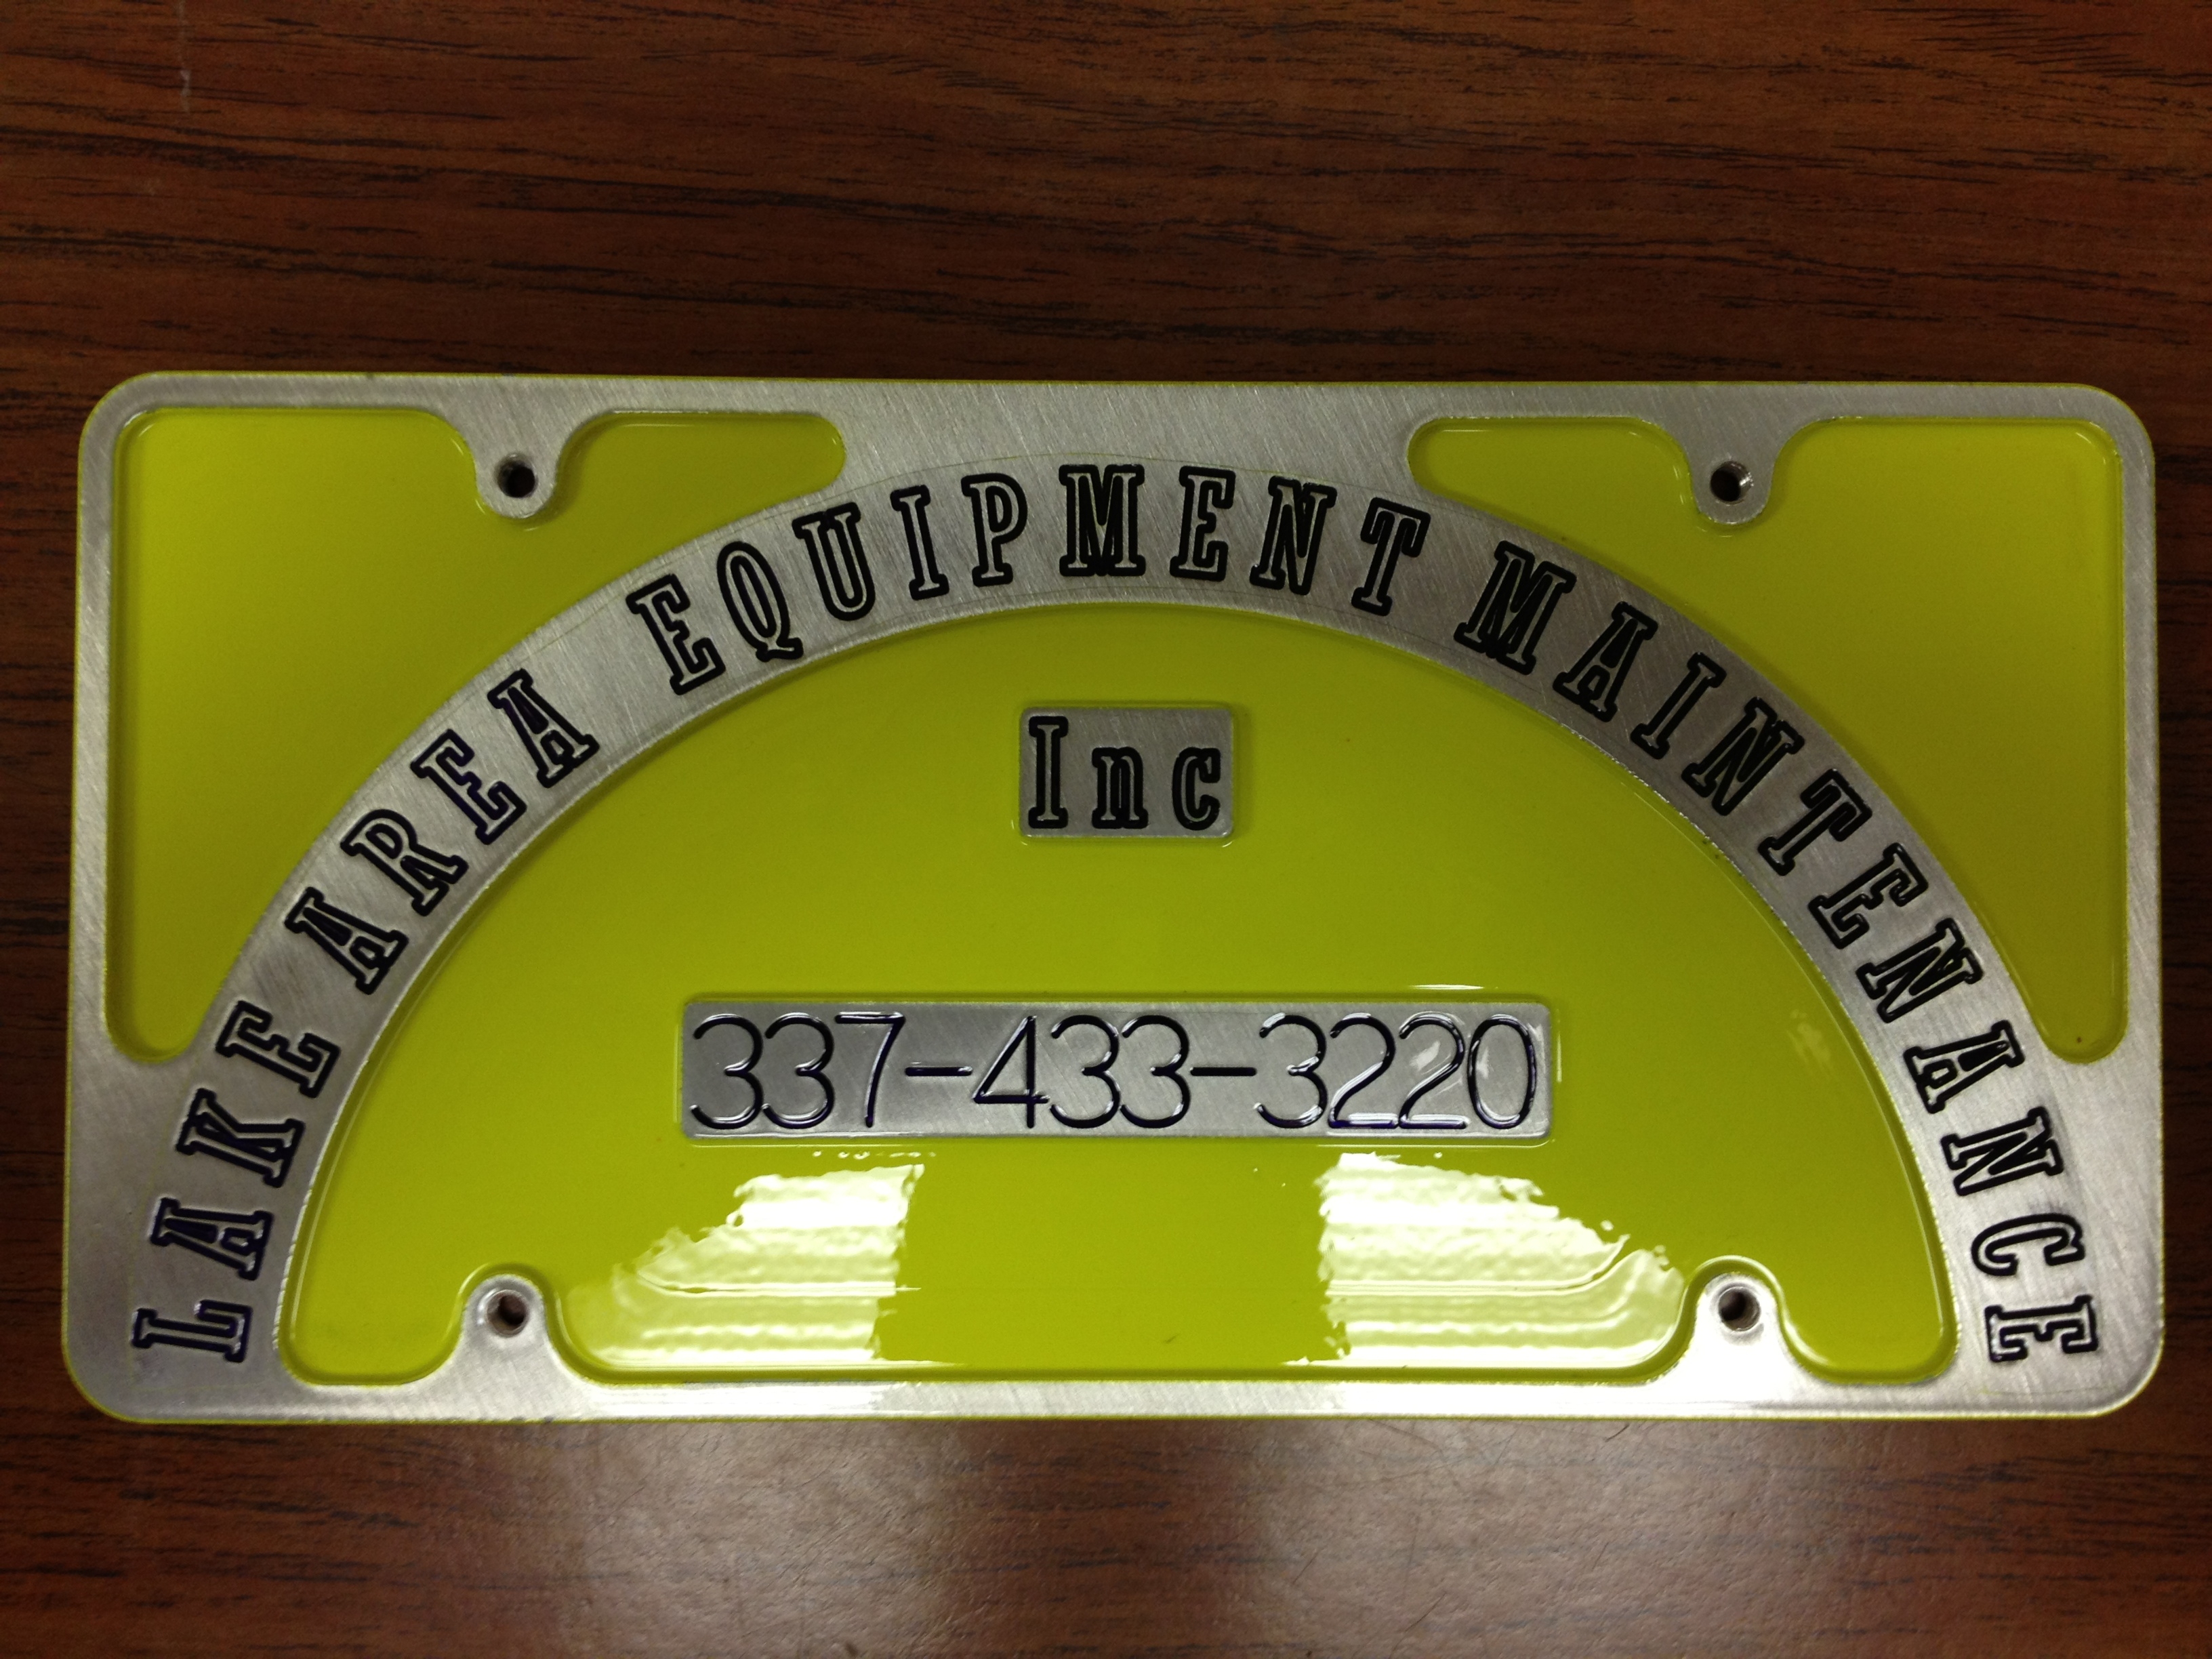 LAKE AREA EQUIPMENT MAINTENANCE
Inc
337-433-3220